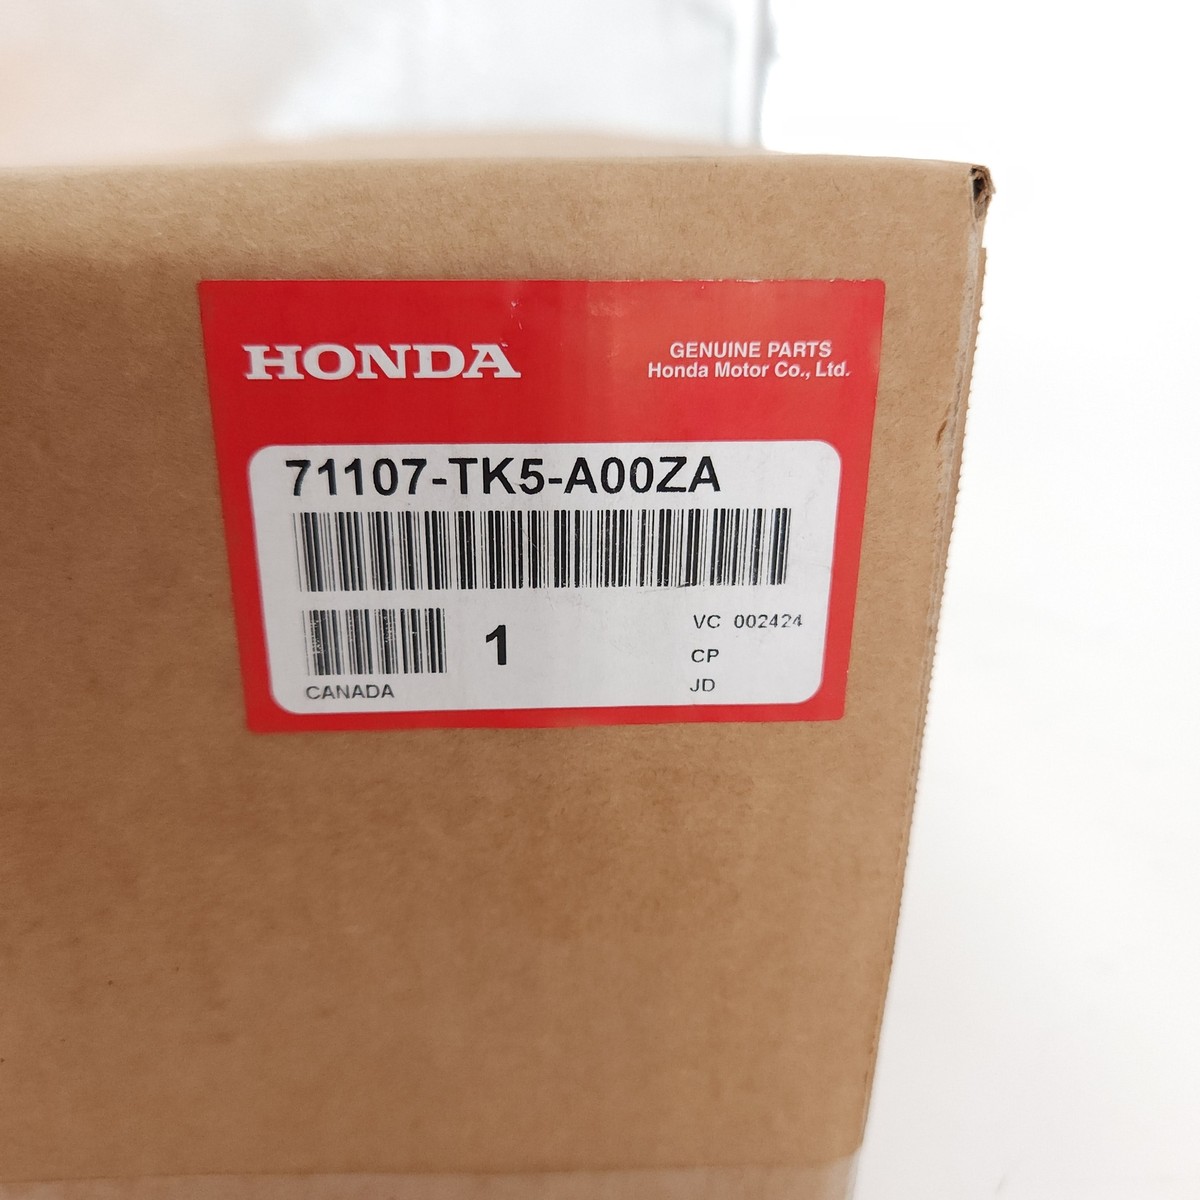 HONDA
GENUINE PARTS
Honda Motor Co., Ltd.
71107-TK5-A00ZA
1
VC 002424
CP
CANADA
JD